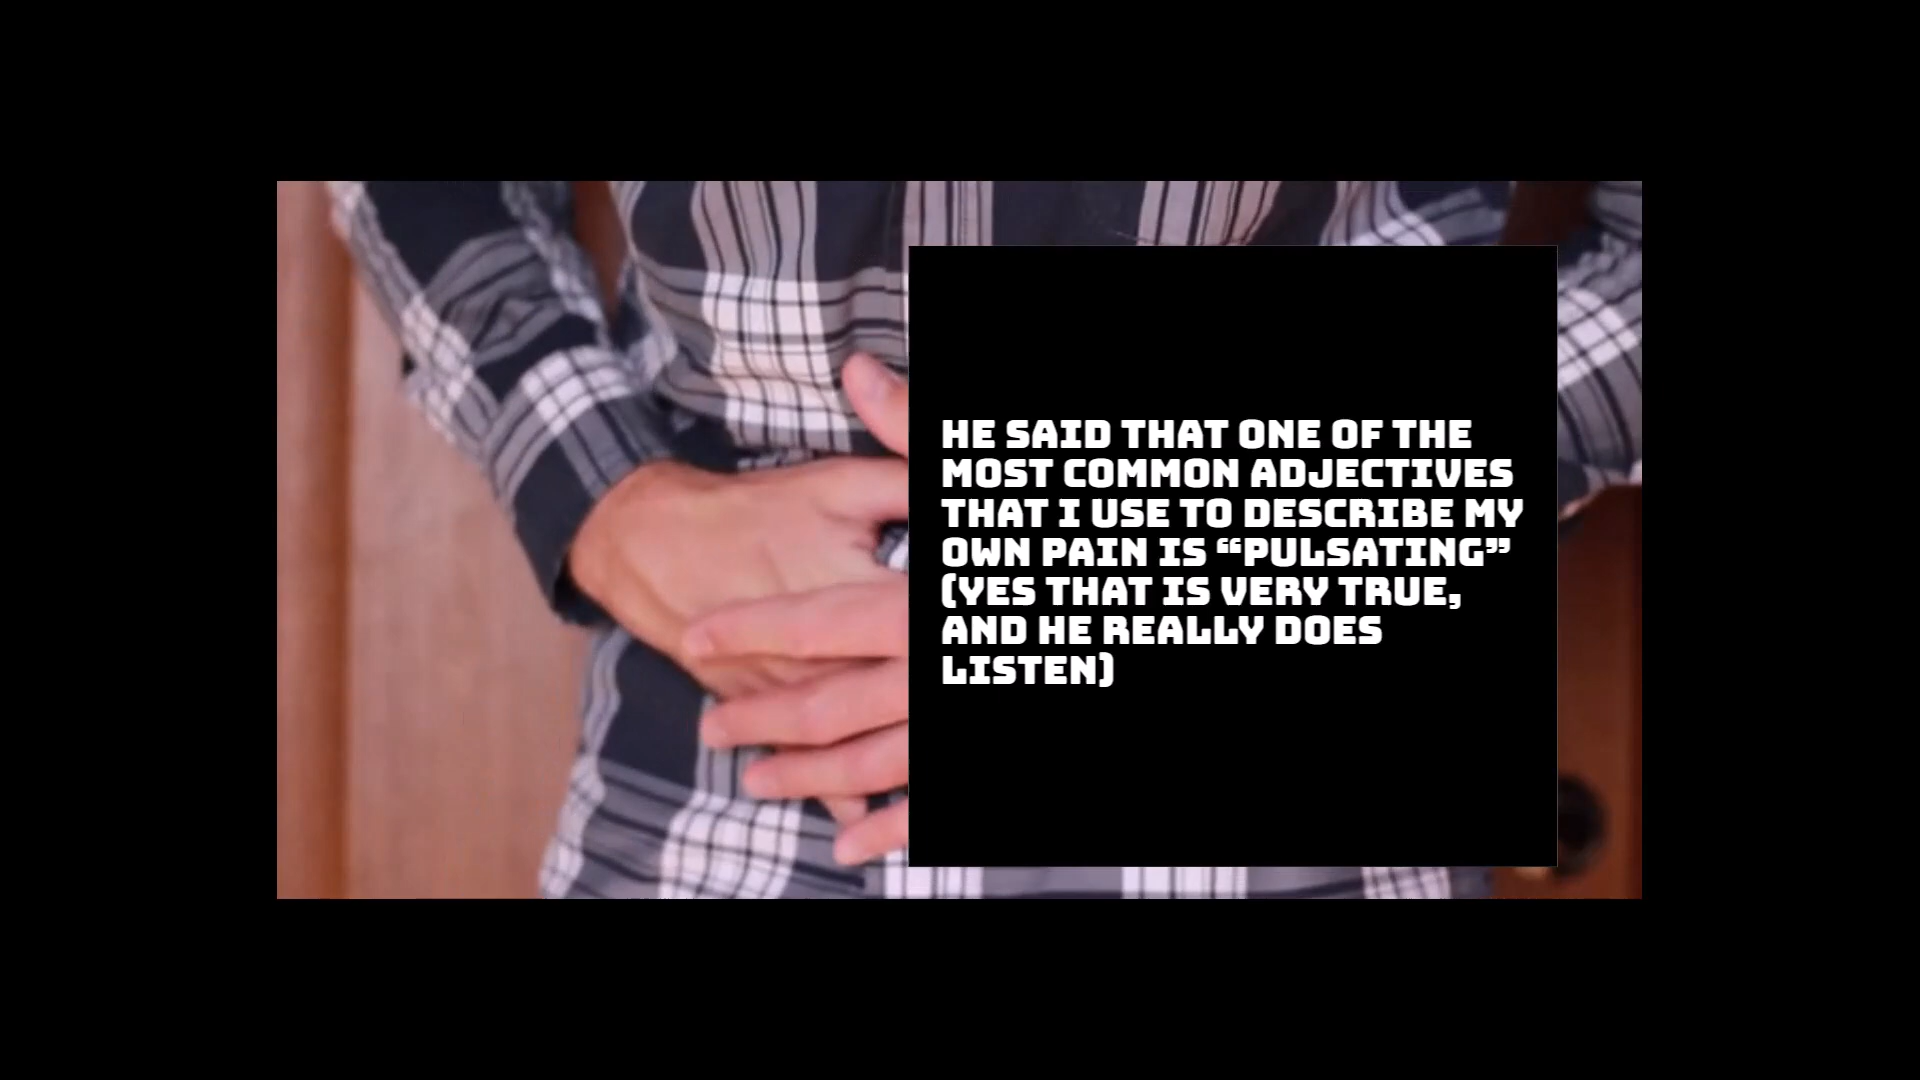 HE SAID THAT ONE OF THE
MOST COMMON ADJECTIVES
THAT I USE TO DESCRIBE MY
OWN PAIN IS “PULSATING”
(YES THAT IS VERY TRUE,
AND HE REALLY DOES
LISTEN)